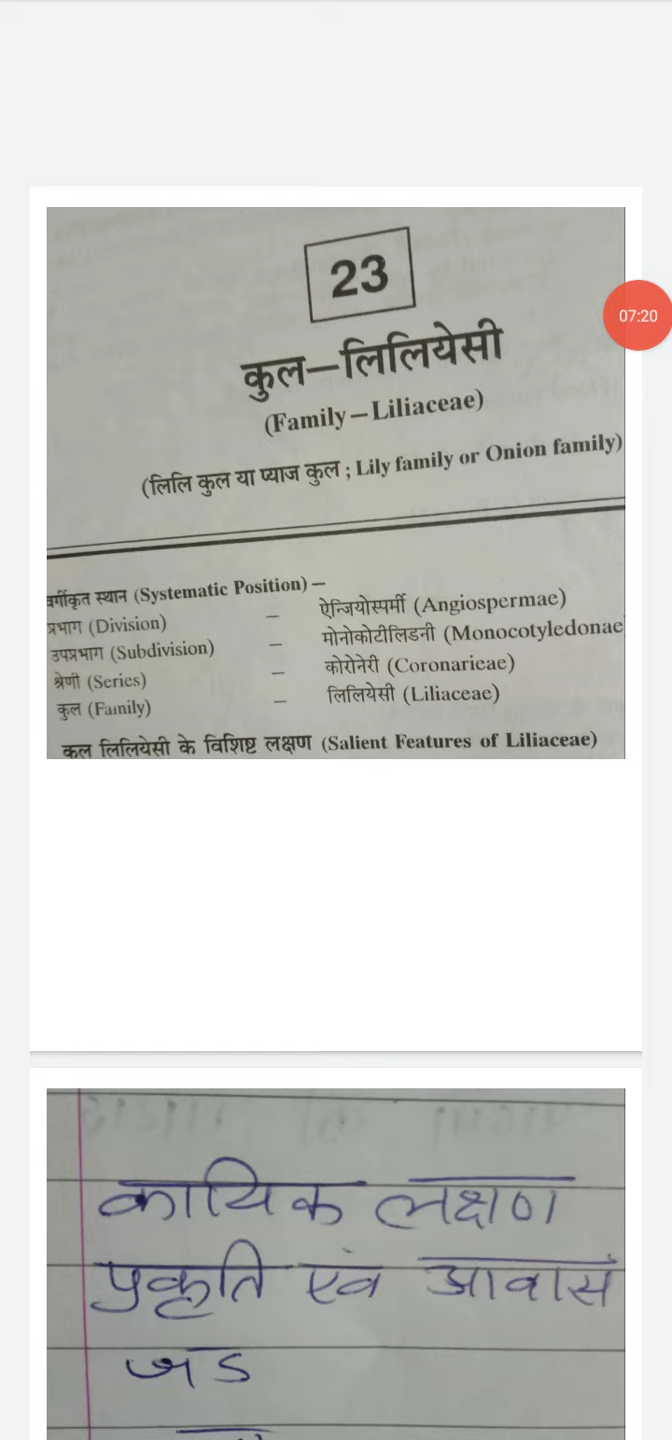 23
07:20
कुल—लिलियेसी
(Family—Liliaceae)
(लिलि कुल या प्याज कुल ; Lily family or Onion family)
वर्गीकृत स्थान (Systematic Position) –
प्रभाग (Division) – ऐन्जियोस्पर्मी (Angiospermae)
उपप्रभाग (Subdivision) – मोनोकोटीलिडनी (Monocotyledonae
श्रेणी (Series) – कोरोनेरी (Coronarieae)
कुल (Family) – लिलियेसी (Liliaceae)
कुल लिलियेसी के विशिष्ट लक्षण (Salient Features of Liliaceae)
कायिक लक्षण
प्रकृति एवं आवास
जड